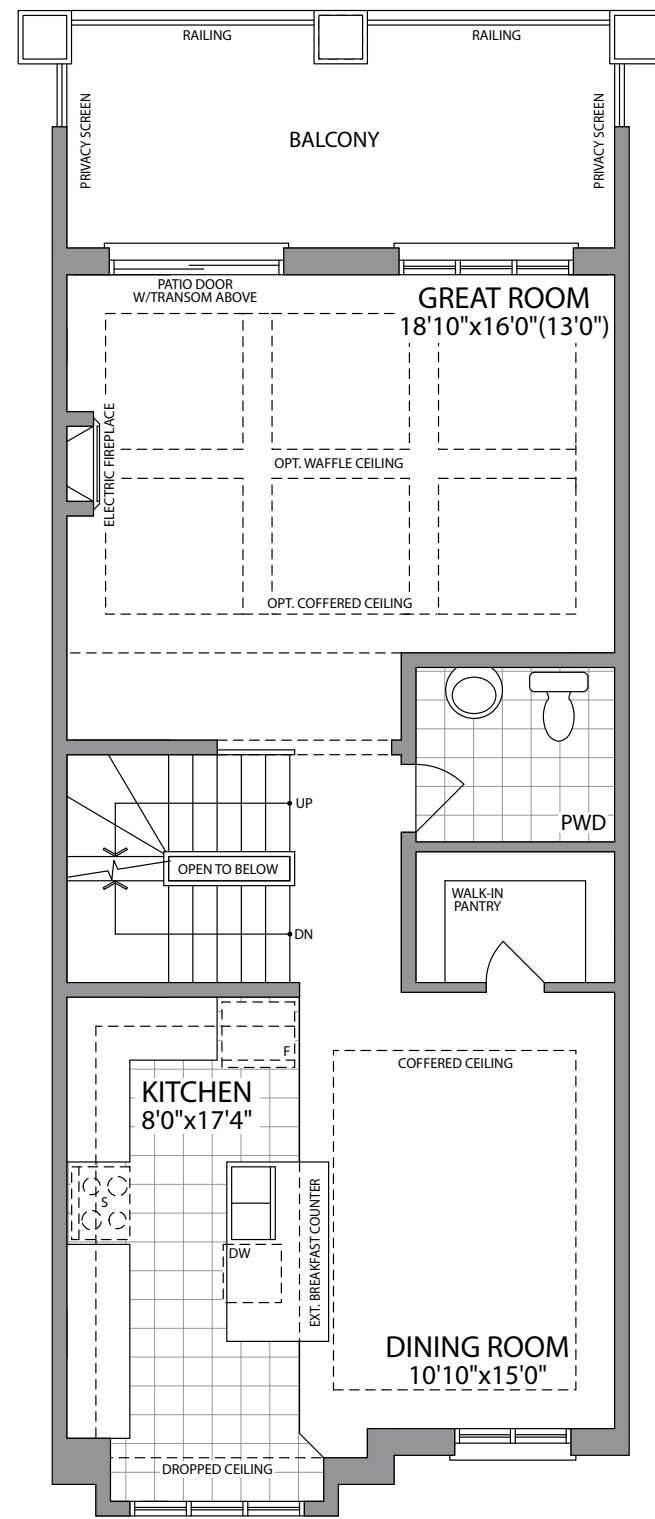 RAILING
RAILING
PRIVACY SCREEN
PRIVACY SCREEN
BALCONY
PATIO DOOR
W/TRANSOM ABOVE
GREAT ROOM
18'10"x16'0"(13'0")
ELECTRIC FIREPLACE
OPT. WAFFLE CEILING
OPT. COFFERED CEILING
UP
PWD
OPEN TO BELOW
WALK-IN
PANTRY
DN
F
COFFERED CEILING
KITCHEN
8'0"x17'4"
S
EXT. BREAKFAST COUNTER
DW
DINING ROOM
10'10"x15'0"
DROPPED CEILING